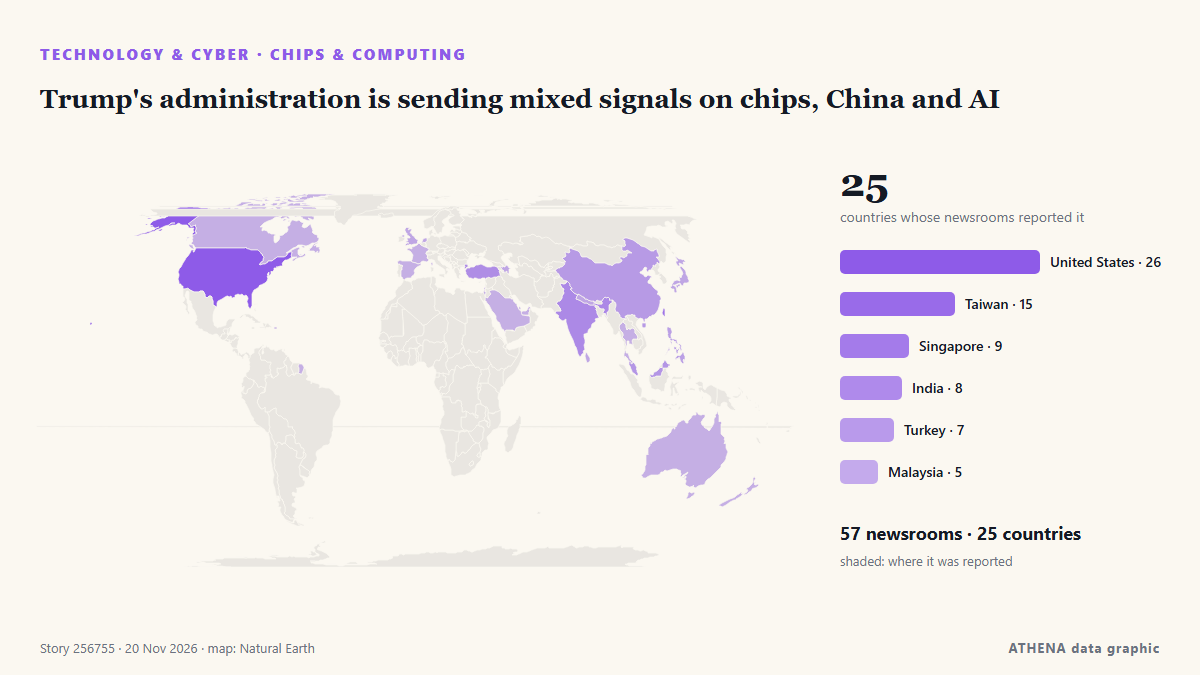 TECHNOLOGY & CYBER · CHIPS & COMPUTING
Trump's administration is sending mixed signals on chips, China and AI
25
countries whose newsrooms reported it
United States · 26
Taiwan · 15
Singapore · 9
India · 8
Turkey · 7
Malaysia · 5
57 newsrooms · 25 countries
shaded: where it was reported
Story 256755 · 20 Nov 2026 · map: Natural Earth
ATHENA data graphic